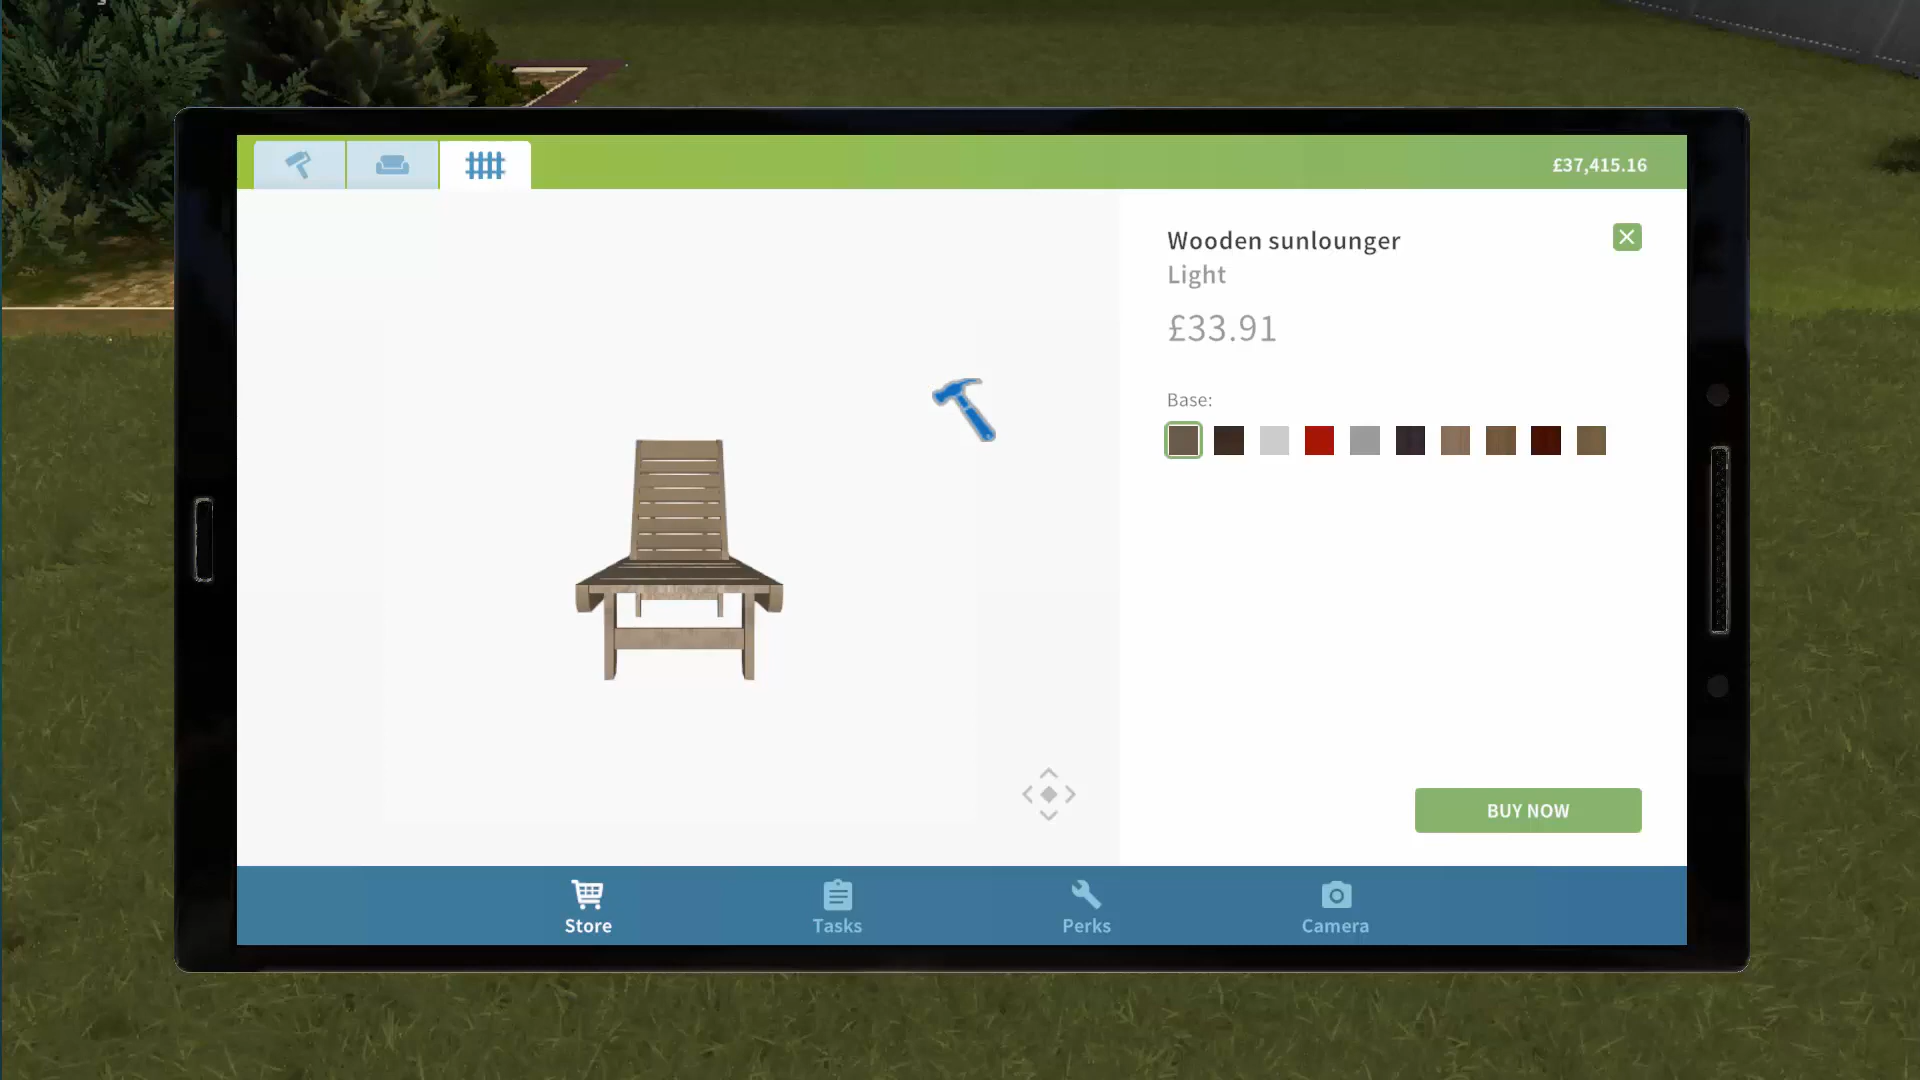 £37,415.16
Wooden sunlounger
Light
£33.91
Base:
BUY NOW
Store
Tasks
Perks
Camera